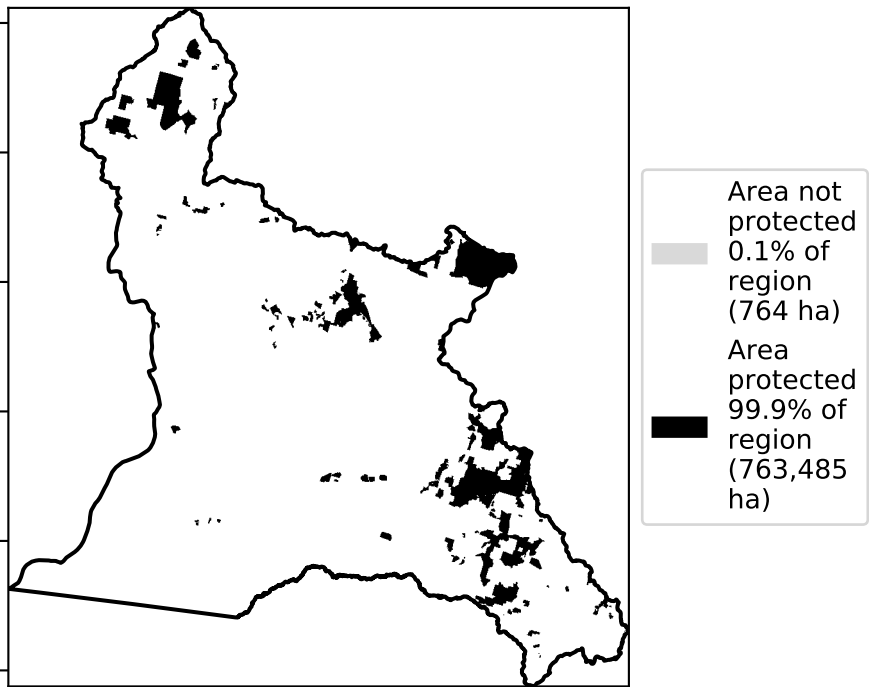 Area not
protected
0.1% of
region
(764 ha)
Area
protected
99.9% of
region
(763,485
ha)